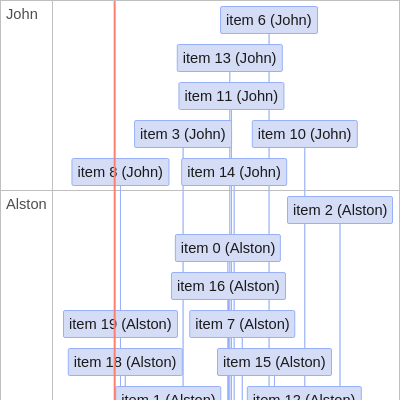 John
item 6 (John)
item 13 (John)
item 11 (John)
item 3 (John)
item 10 (John)
item 8 (John)
item 14 (John)
Alston
item 2 (Alston)
item 0 (Alston)
item 16 (Alston)
item 19 (Alston)
item 7 (Alston)
item 18 (Alston)
item 15 (Alston)
item 1 (Alston)
item 12 (Alston)